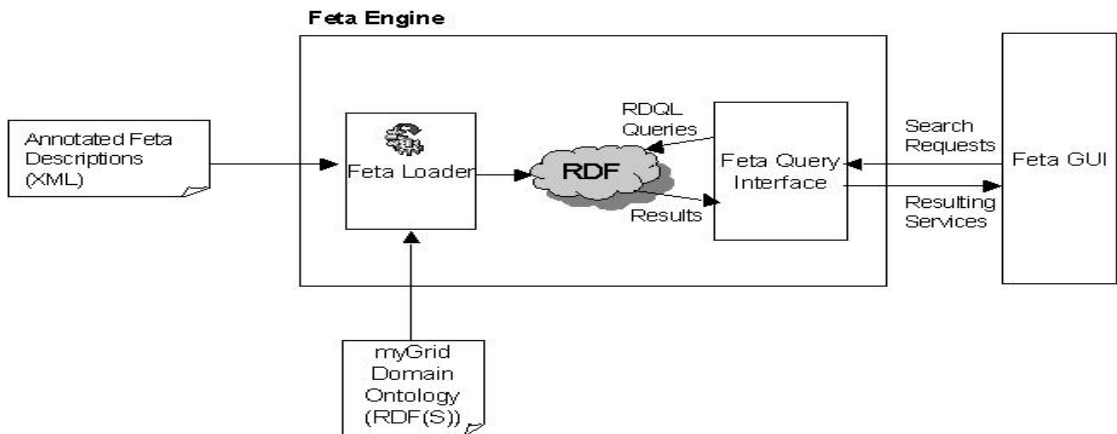 Feta Engine
Annotated Feta
Descriptions
(XML)
Feta Loader
RDQL
Queries
RDF
Results
Feta Query
Interface
Search
Requests
Resulting
Services
Feta GUI
myGrid
Domain
Ontology
(RDF(S))